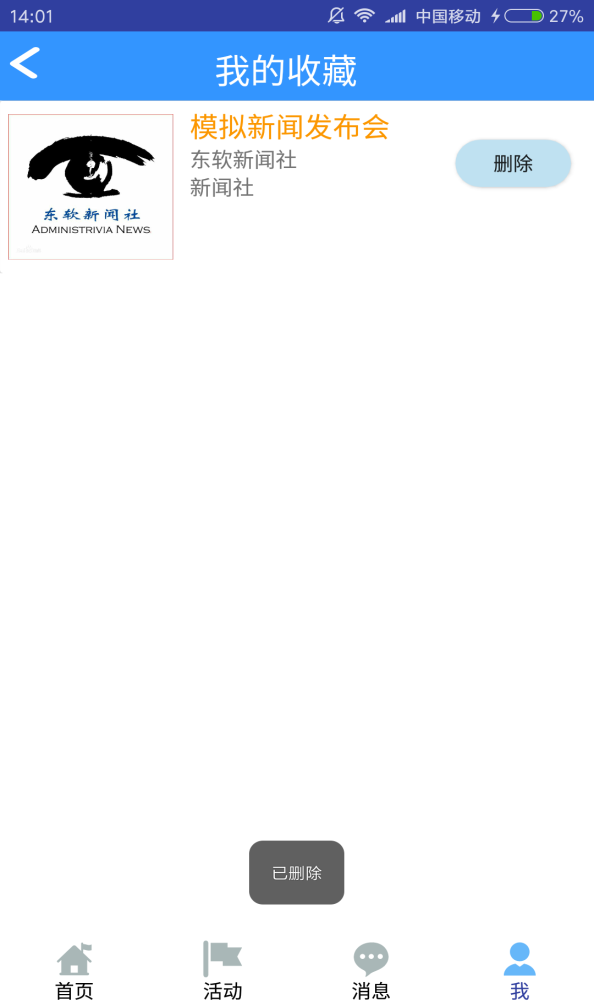 14:01 中国移动 27%
我的收藏
模拟新闻发布会
东软新闻社
新闻社
删除
东软新闻社
ADMINISTRIVIA NEWS
已删除
首页 活动 消息 我